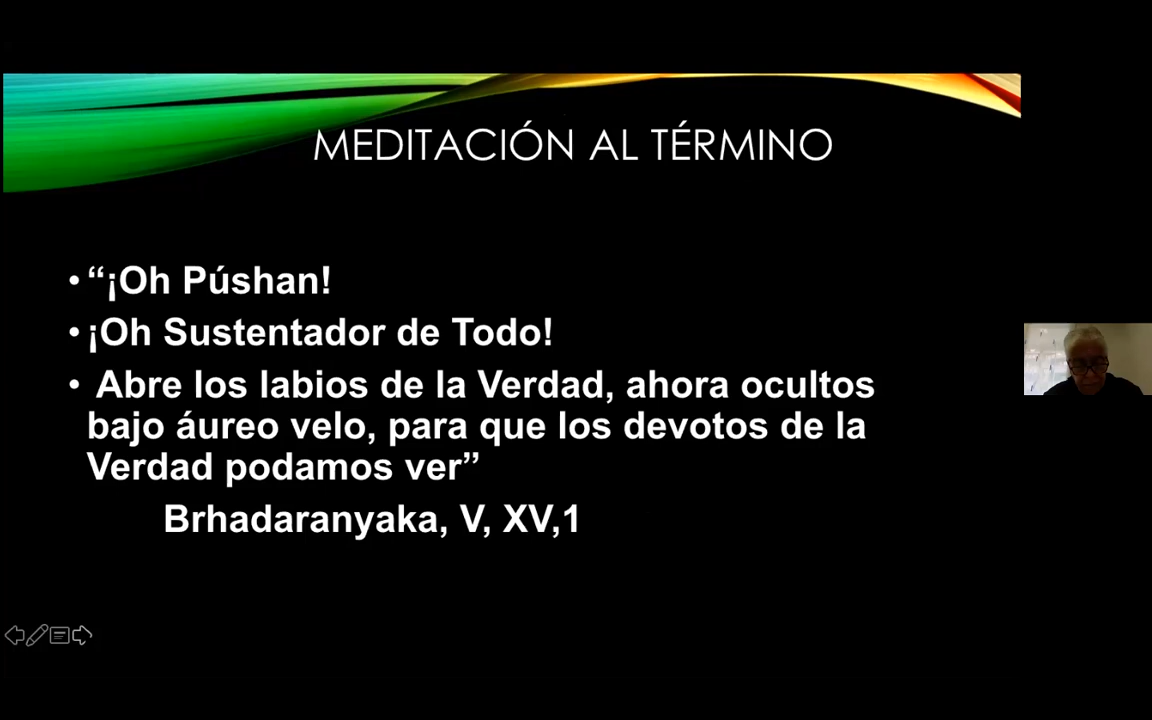 MEDITACIÓN AL TÉRMINO
• “¡Oh Púshan!
• ¡Oh Sustentador de Todo!
• Abre los labios de la Verdad, ahora ocultos
bajo áureo velo, para que los devotos de la
Verdad podamos ver”
Brhadaranyaka, V, XV,1